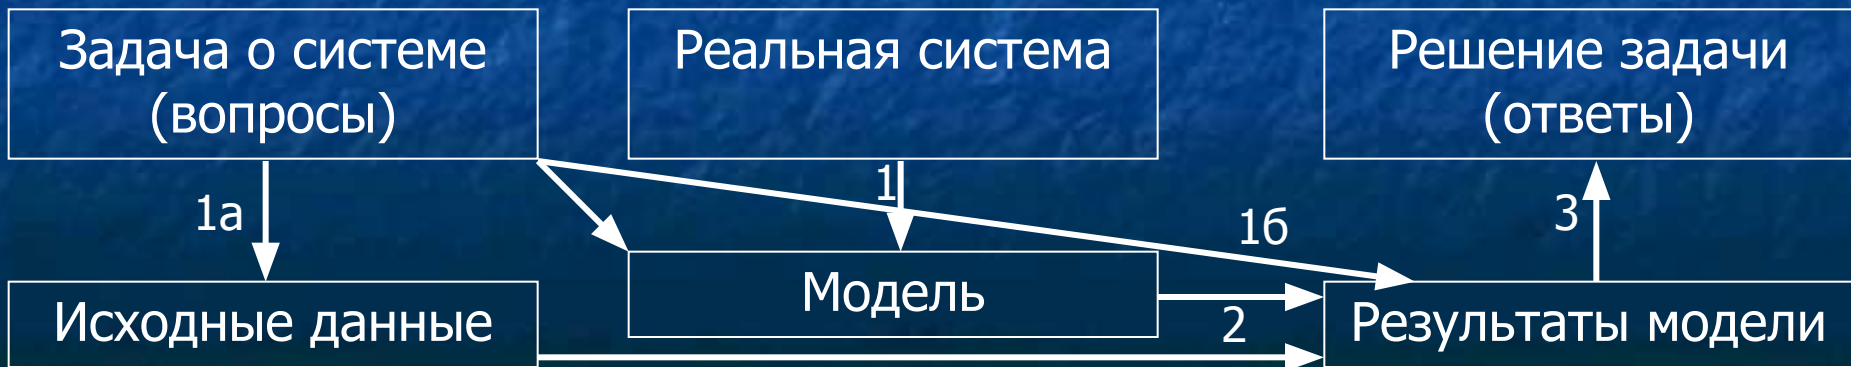 Задача о системе
(вопросы)
Реальная система
Решение задачи
(ответы)
1а
1
1б
3
Исходные данные
Модель
2
Результаты модели